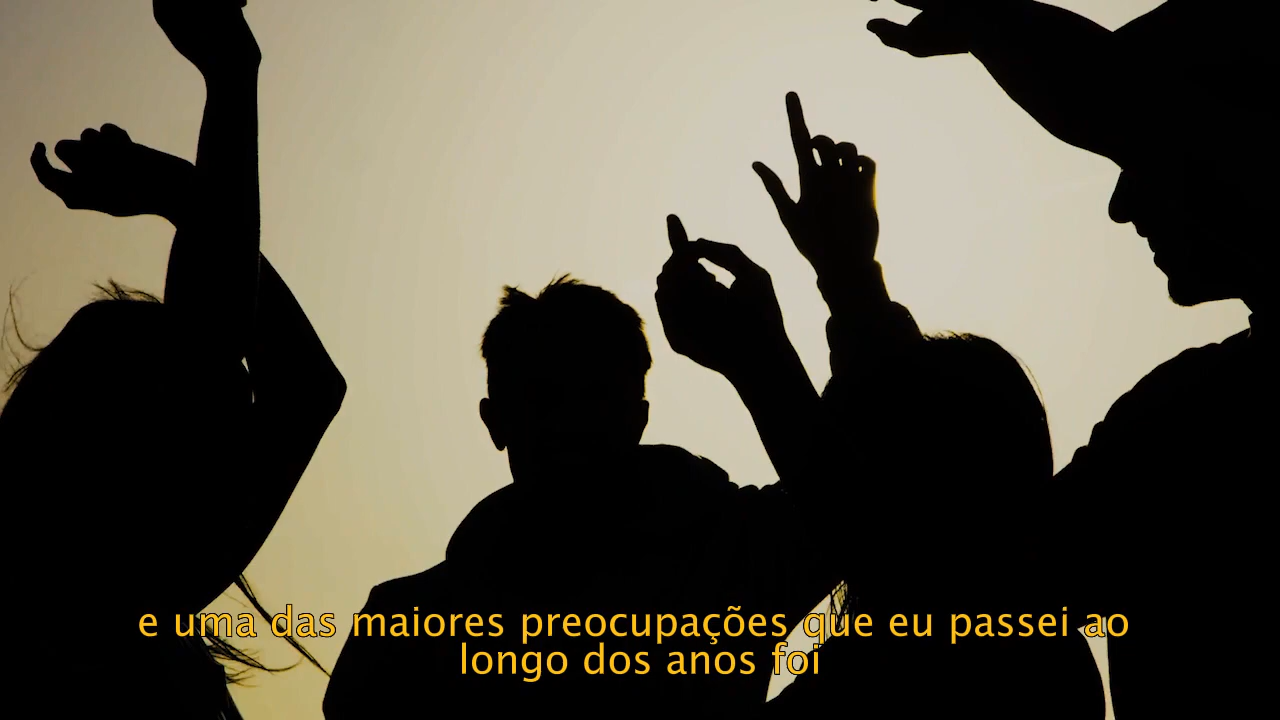 e uma das maiores preocupações que eu passei ao
longo dos anos foi